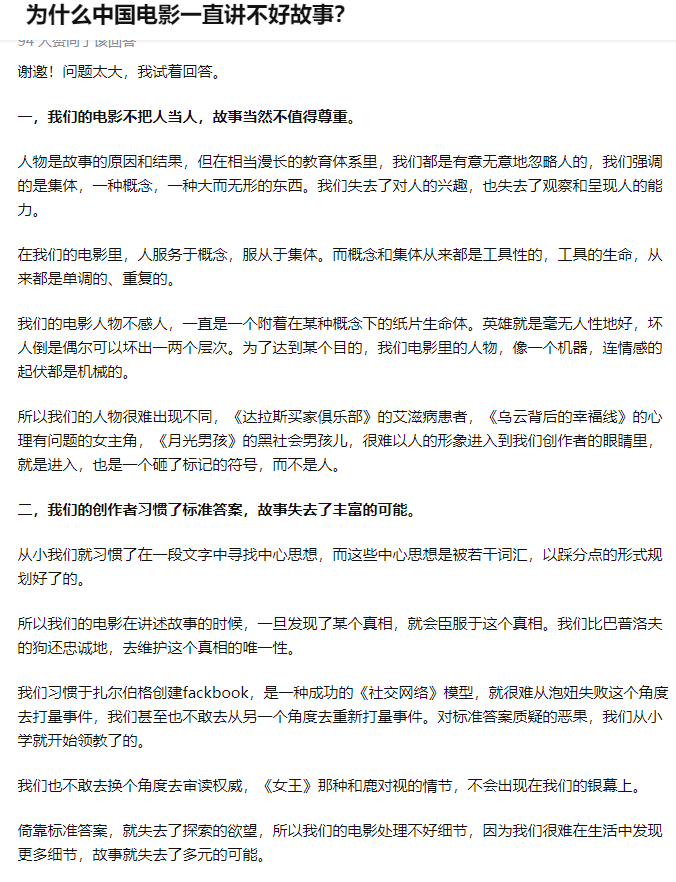 为什么中国电影一直讲不好故事？
94 人赞同了该回答
谢邀！问题太大，我试着回答。
一，我们的电影不把人当人，故事当然不值得尊重。
人物是故事的原因和结果，但在相当漫长的教育体系里，我们都是有意无意地忽略人的，我们强调
的是集体，一种概念，一种大而无形的东西。我们失去了对人的兴趣，也失去了观察和呈现人的能
力。
在我们的电影里，人服务于概念，服从于集体。而概念和集体从来都是工具性的，工具的生命，从
来都是单调的、重复的。
我们的电影人物不感人，一直是一个附着在某种概念下的纸片生命体。英雄就是毫无人性地好，坏
人倒是偶尔可以坏出一两个层次。为了达到某个目的，我们电影里的人物，像一个机器，连情感的
起伏都是机械的。
所以我们的人物很难出现不同，《达拉斯买家俱乐部》的艾滋病患者，《乌云背后的幸福线》的心
理有问题的女主角，《月光男孩》的黑社会男孩儿，很难以人的形象进入到我们创作者的眼睛里，
就是进入，也是一个砸了标记的符号，而不是人。
二，我们的创作者习惯了标准答案，故事失去了丰富的可能。
从小我们就习惯了在一段文字中寻找中心思想，而这些中心思想是被若干词汇，以踩分点的形式规
划好了的。
所以我们的电影在讲述故事的时候，一旦发现了某个真相，就会臣服于这个真相。我们比巴普洛夫
的狗还忠诚地，去维护这个真相的唯一性。
我们习惯于扎尔伯格创建fackbook，是一种成功的《社交网络》模型，就很难从泡妞失败这个角度
去打量事件，我们甚至也不敢去从另一个角度去重新打量事件。对标准答案质疑的恶果，我们从小
学就开始领教了的。
我们也不敢去换个角度去审读权威，《女王》那种和鹿对视的情节，不会出现在我们的银幕上。
倚靠标准答案，就失去了探索的欲望，所以我们的电影处理不好细节，因为我们很难在生活中发现
更多细节，故事就失去了多元的可能。